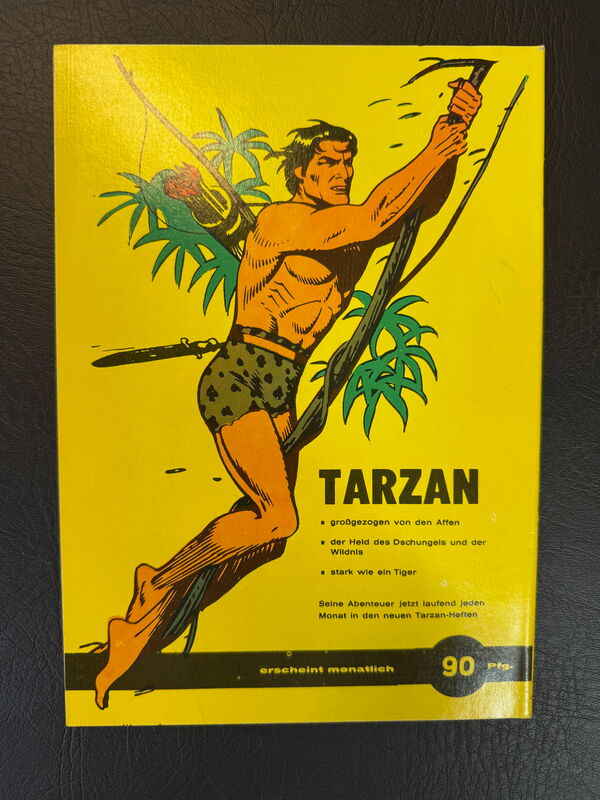 TARZAN
▪ großgezogen von den Affen
▪ der Held des Dschungels und der
Wildnis
▪ stark wie ein Tiger
Seine Abenteuer jetzt laufend jeden
Monat in den neuen Tarzan-Heften
erscheint monatlich 90 Pfg.